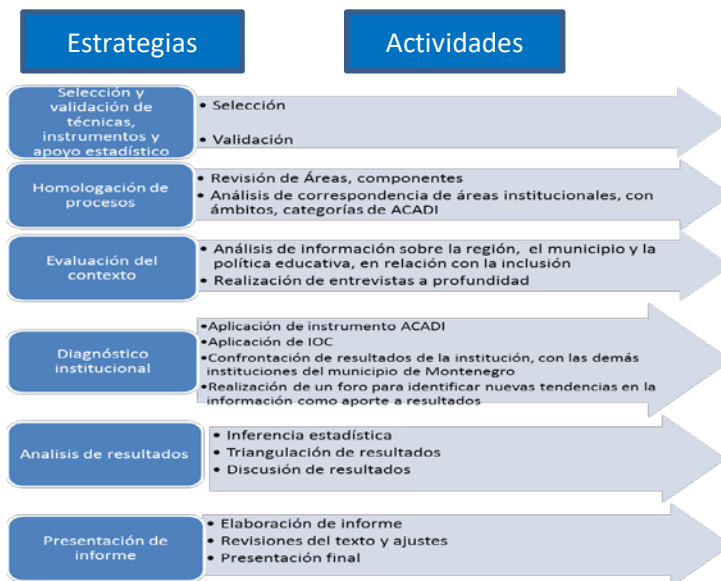 Estrategias
Actividades
Selección y
validación de
técnicas,
instrumentos y
apoyo estadístico
• Selección
• Validación
Homologación de
procesos
• Revisión de Áreas, componentes
• Análisis de correspondencia de áreas institucionales, con
ámbitos, categorías de ACADI
Evaluación del
contexto
• Análisis de información sobre la región, el municipio y la
política educativa, en relación con la inclusión
• Realización de entrevistas a profundidad
Diagnóstico
institucional
•Aplicación de instrumento ACADI
•Aplicación de IOC
•Confrontación de resultados de la institución, con las demás
instituciones del municipio de Montenegro
•Realización de un foro para identificar nuevas tendencias en la
información como aporte a resultados
Analisis de resultados
• Inferencia estadística
• Triangulación de resultados
• Discusión de resultados
Presentación de
informe
• Elaboración de informe
• Revisiones del texto y ajustes
• Presentación final